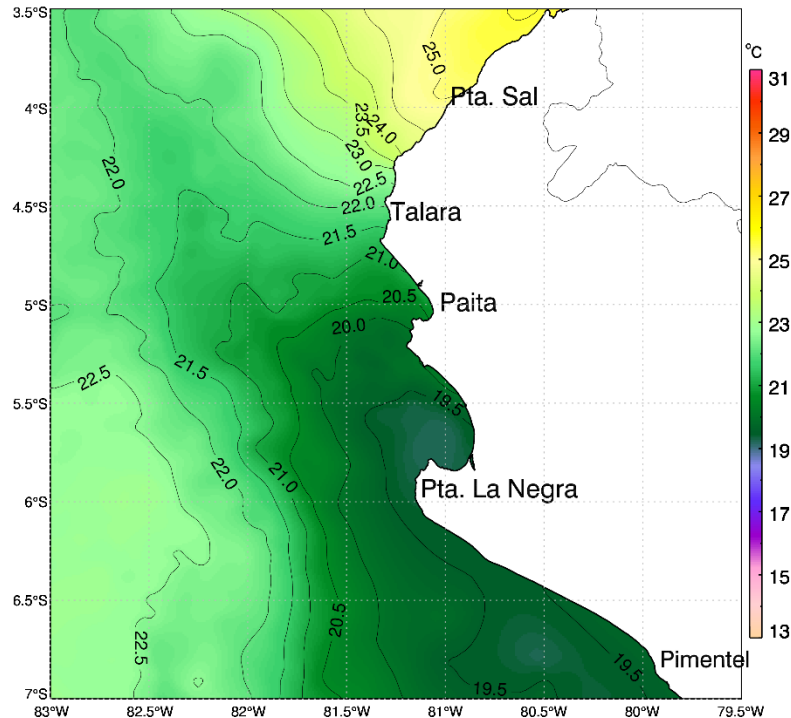 3.5°S
°C
25.0
31
Pta. Sal
4°S
24.0
23.5
29
23.0
22.0
22.5
27
4.5°S
22.0
Talara
21.5
21.0
25
20.5
5°S
Paita
20.0
23
21.5
22.5
19.5
5.5°S
21
22.0
21.0
Pta. La Negra
19
6°S
17
6.5°S
20.5
15
22.5
19.5
Pimentel
19.5
13
7°S
83°W
82.5°W
82°W
81.5°W
81°W
80.5°W
80°W
79.5°W